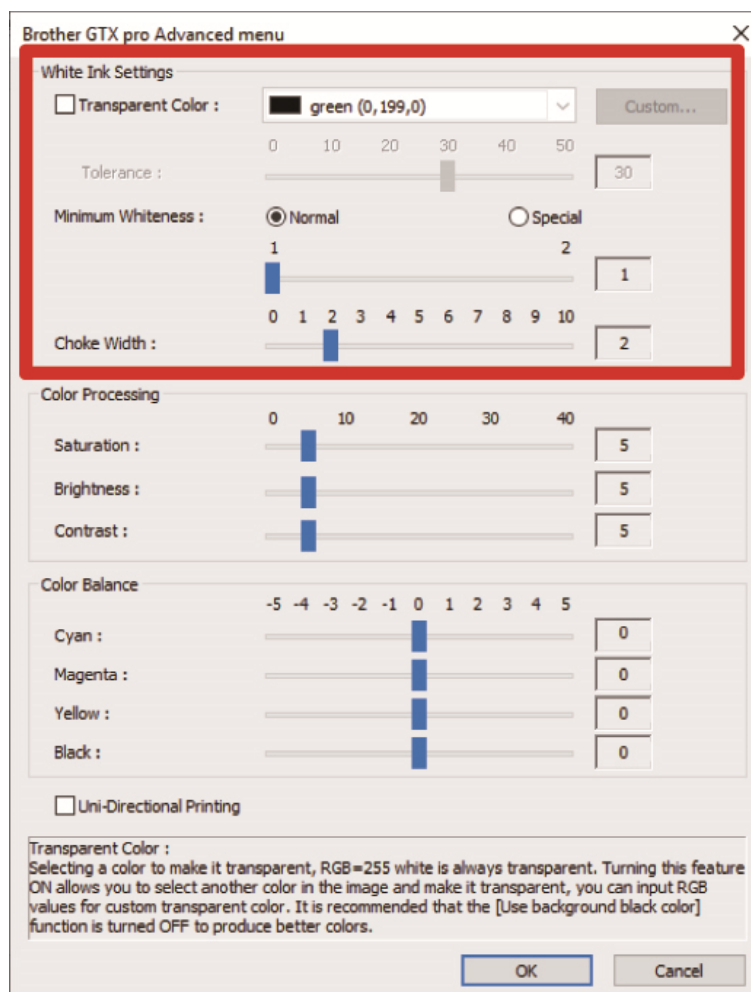 Brother GTX pro Advanced menu
White Ink Settings
Transparent Color : green (0,199,0) Custom...
0 10 20 30 40 50
Tolerance : 30
Minimum Whiteness : Normal Special
1 2
1
0 1 2 3 4 5 6 7 8 9 10
Choke Width : 2
Color Processing
0 10 20 30 40
Saturation : 5
Brightness : 5
Contrast : 5
Color Balance
-5 -4 -3 -2 -1 0 1 2 3 4 5
Cyan : 0
Magenta : 0
Yellow : 0
Black : 0
Uni-Directional Printing
Transparent Color :
Selecting a color to make it transparent, RGB=255 white is always transparent. Turning this feature
ON allows you to select another color in the image and make it transparent, you can input RGB
values for custom transparent color. It is recommended that the [Use background black color]
function is turned OFF to produce better colors.
OK Cancel